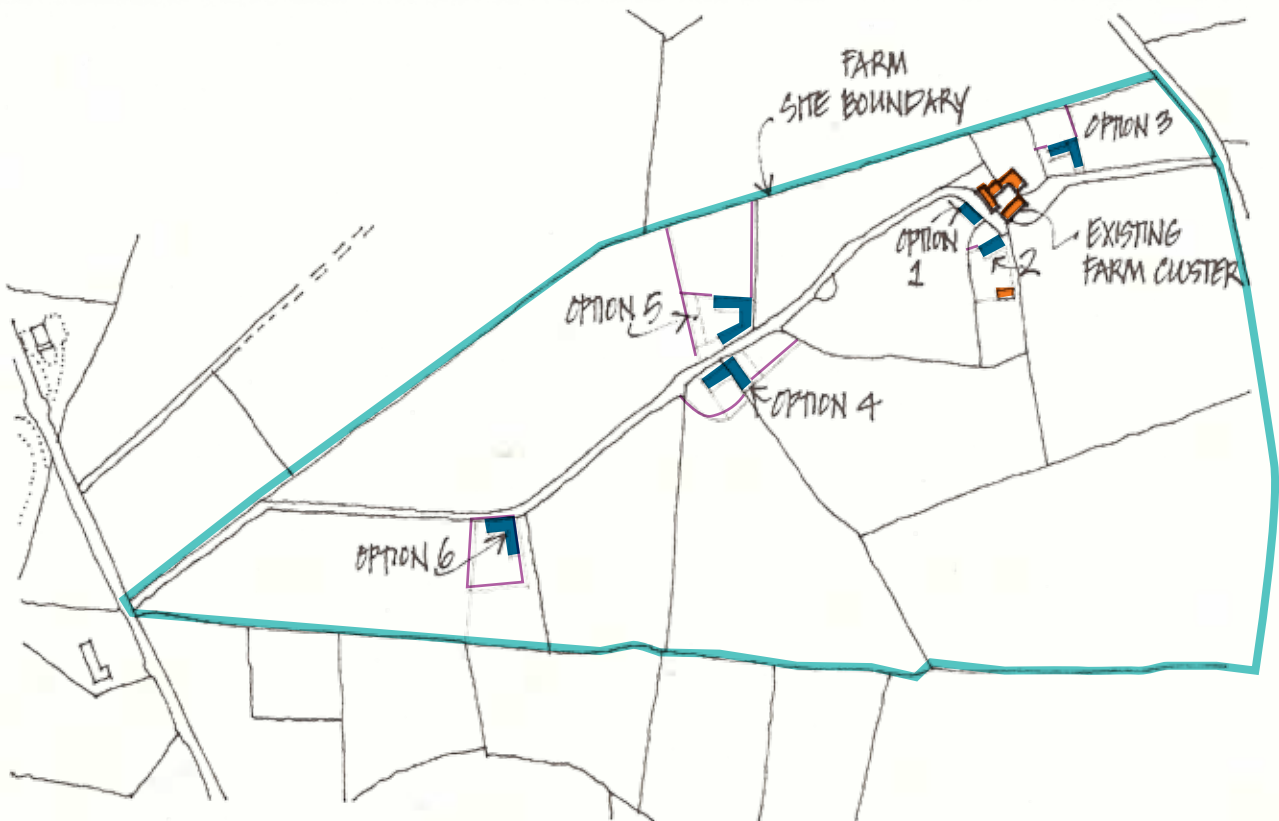 FARM
SITE BOUNDARY
OPTION 3
OPTION
1
2
EXISTING
FARM CLUSTER
OPTION 5
OPTION 4
OPTION 6